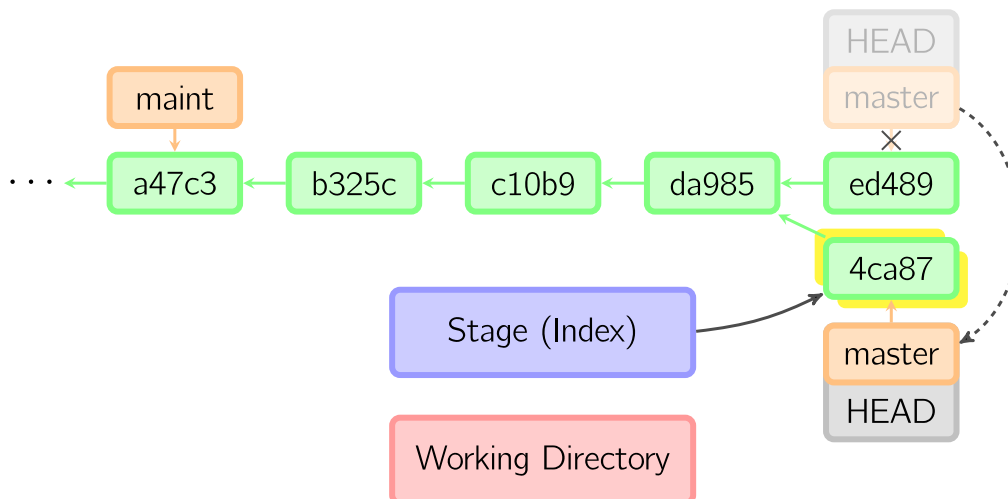 HEAD
maint
master
...
a47c3
b325c
c10b9
da985
ed489
4ca87
Stage (Index)
master
HEAD
Working Directory